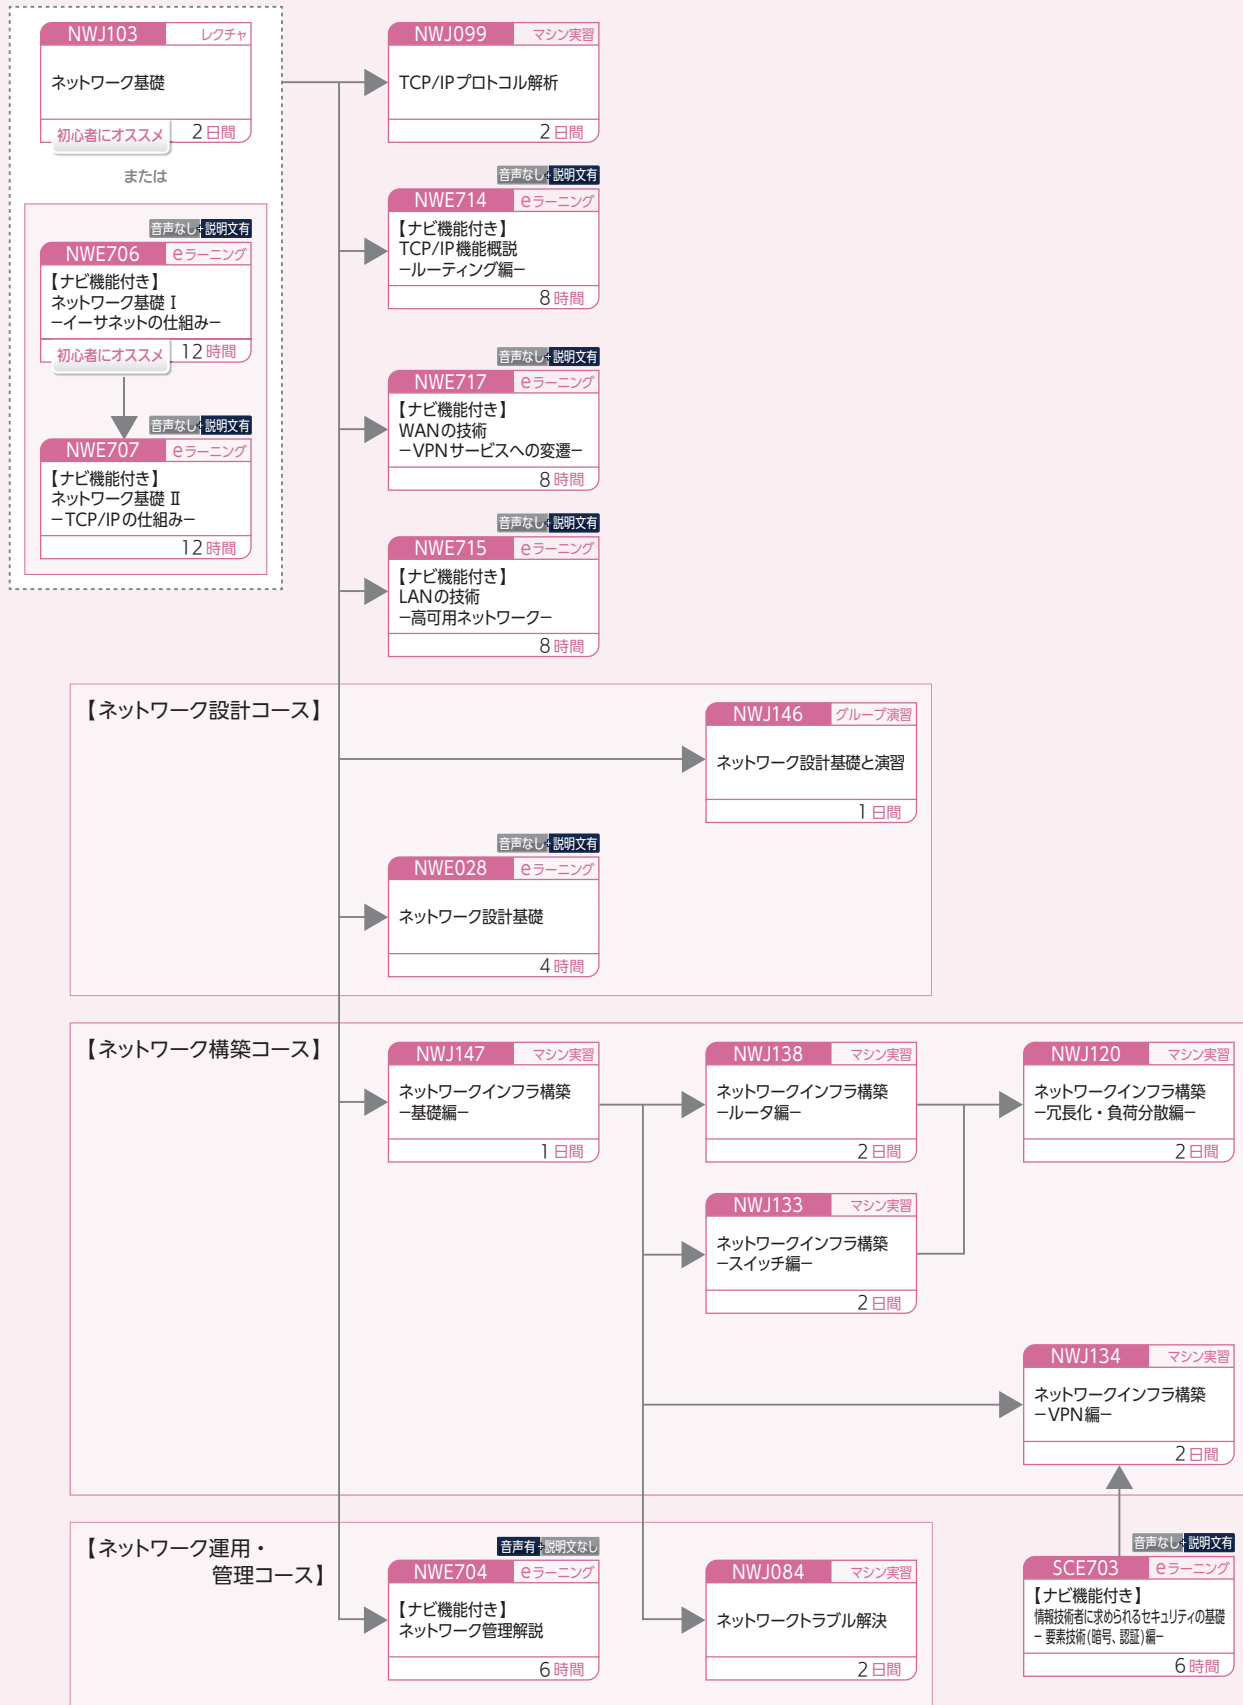 NWJ103 レクチャ
ネットワーク基礎
初心者にオススメ 2日間
または
音声なし+説明文有
NWE706 eラーニング
【ナビ機能付き】
ネットワーク基礎 Ⅰ
−イーサネットの仕組み−
初心者にオススメ 12時間
音声なし+説明文有
NWE707 eラーニング
【ナビ機能付き】
ネットワーク基礎 Ⅱ
−TCP/IPの仕組み−
12時間
NWJ099 マシン実習
TCP/IPプロトコル解析
2日間
音声なし+説明文有
NWE714 eラーニング
【ナビ機能付き】
TCP/IP機能概説
−ルーティング編−
8時間
音声なし+説明文有
NWE717 eラーニング
【ナビ機能付き】
WANの技術
−VPNサービスへの変遷−
8時間
音声なし+説明文有
NWE715 eラーニング
【ナビ機能付き】
LANの技術
−高可用ネットワーク−
8時間
【ネットワーク設計コース】
NWJ146 グループ演習
ネットワーク設計基礎と演習
1日間
音声なし+説明文有
NWE028 eラーニング
ネットワーク設計基礎
4時間
【ネットワーク構築コース】
NWJ147 マシン実習
ネットワークインフラ構築
−基礎編−
1日間
NWJ138 マシン実習
ネットワークインフラ構築
−ルータ編−
2日間
NWJ120 マシン実習
ネットワークインフラ構築
−冗長化・負荷分散編−
2日間
NWJ133 マシン実習
ネットワークインフラ構築
−スイッチ編−
2日間
NWJ134 マシン実習
ネットワークインフラ構築
−VPN編−
2日間
【ネットワーク運用・
管理コース】
音声有+説明文なし
NWE704 eラーニング
【ナビ機能付き】
ネットワーク管理解説
6時間
NWJ084 マシン実習
ネットワークトラブル解決
2日間
音声なし+説明文有
SCE703 eラーニング
【ナビ機能付き】
情報技術者に求められるセキュリティの基礎
− 要素技術(暗号、認証)編−
6時間